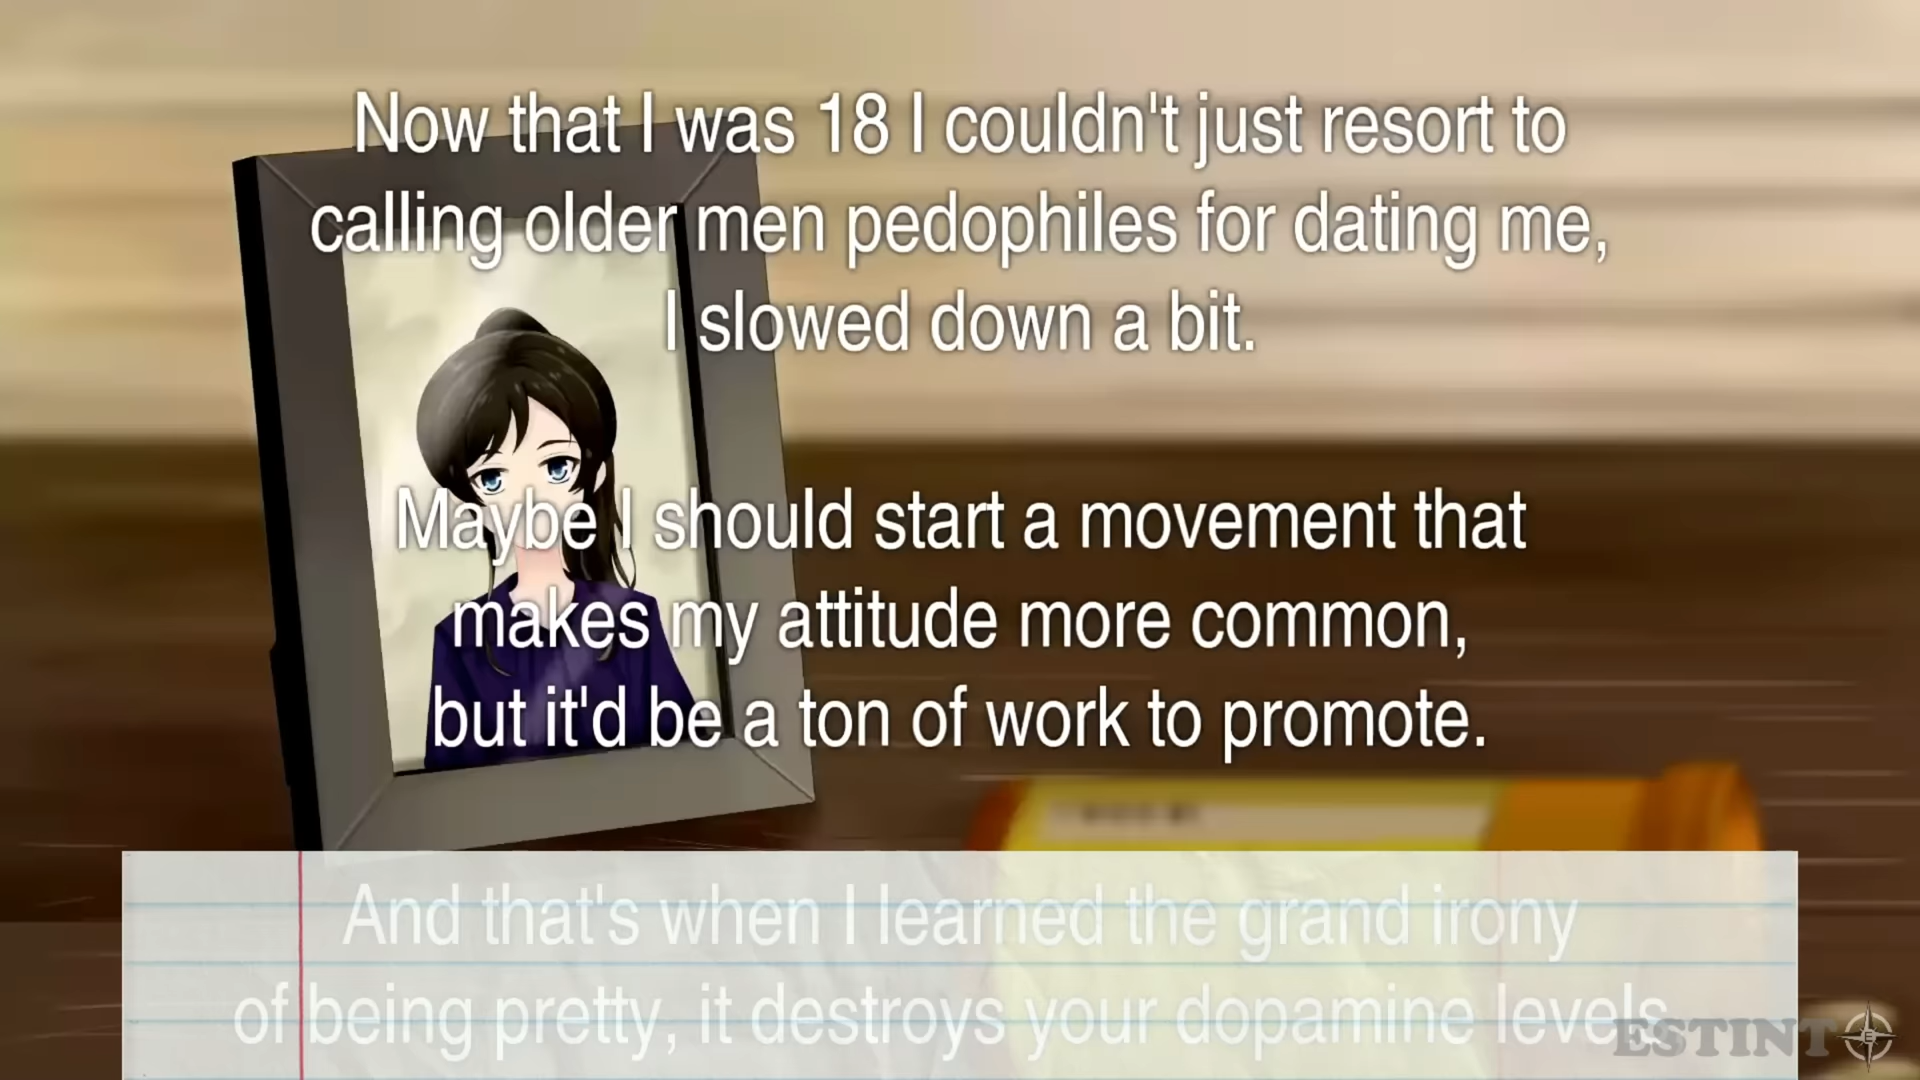 Now that I was 18 I couldn't just resort to
calling older men pedophiles for dating me,
I slowed down a bit.
Maybe I should start a movement that
makes my attitude more common,
but it'd be a ton of work to promote.
And that's when I learned the grand irony
of being pretty, it destroys your dopamine levels.
ESTINT